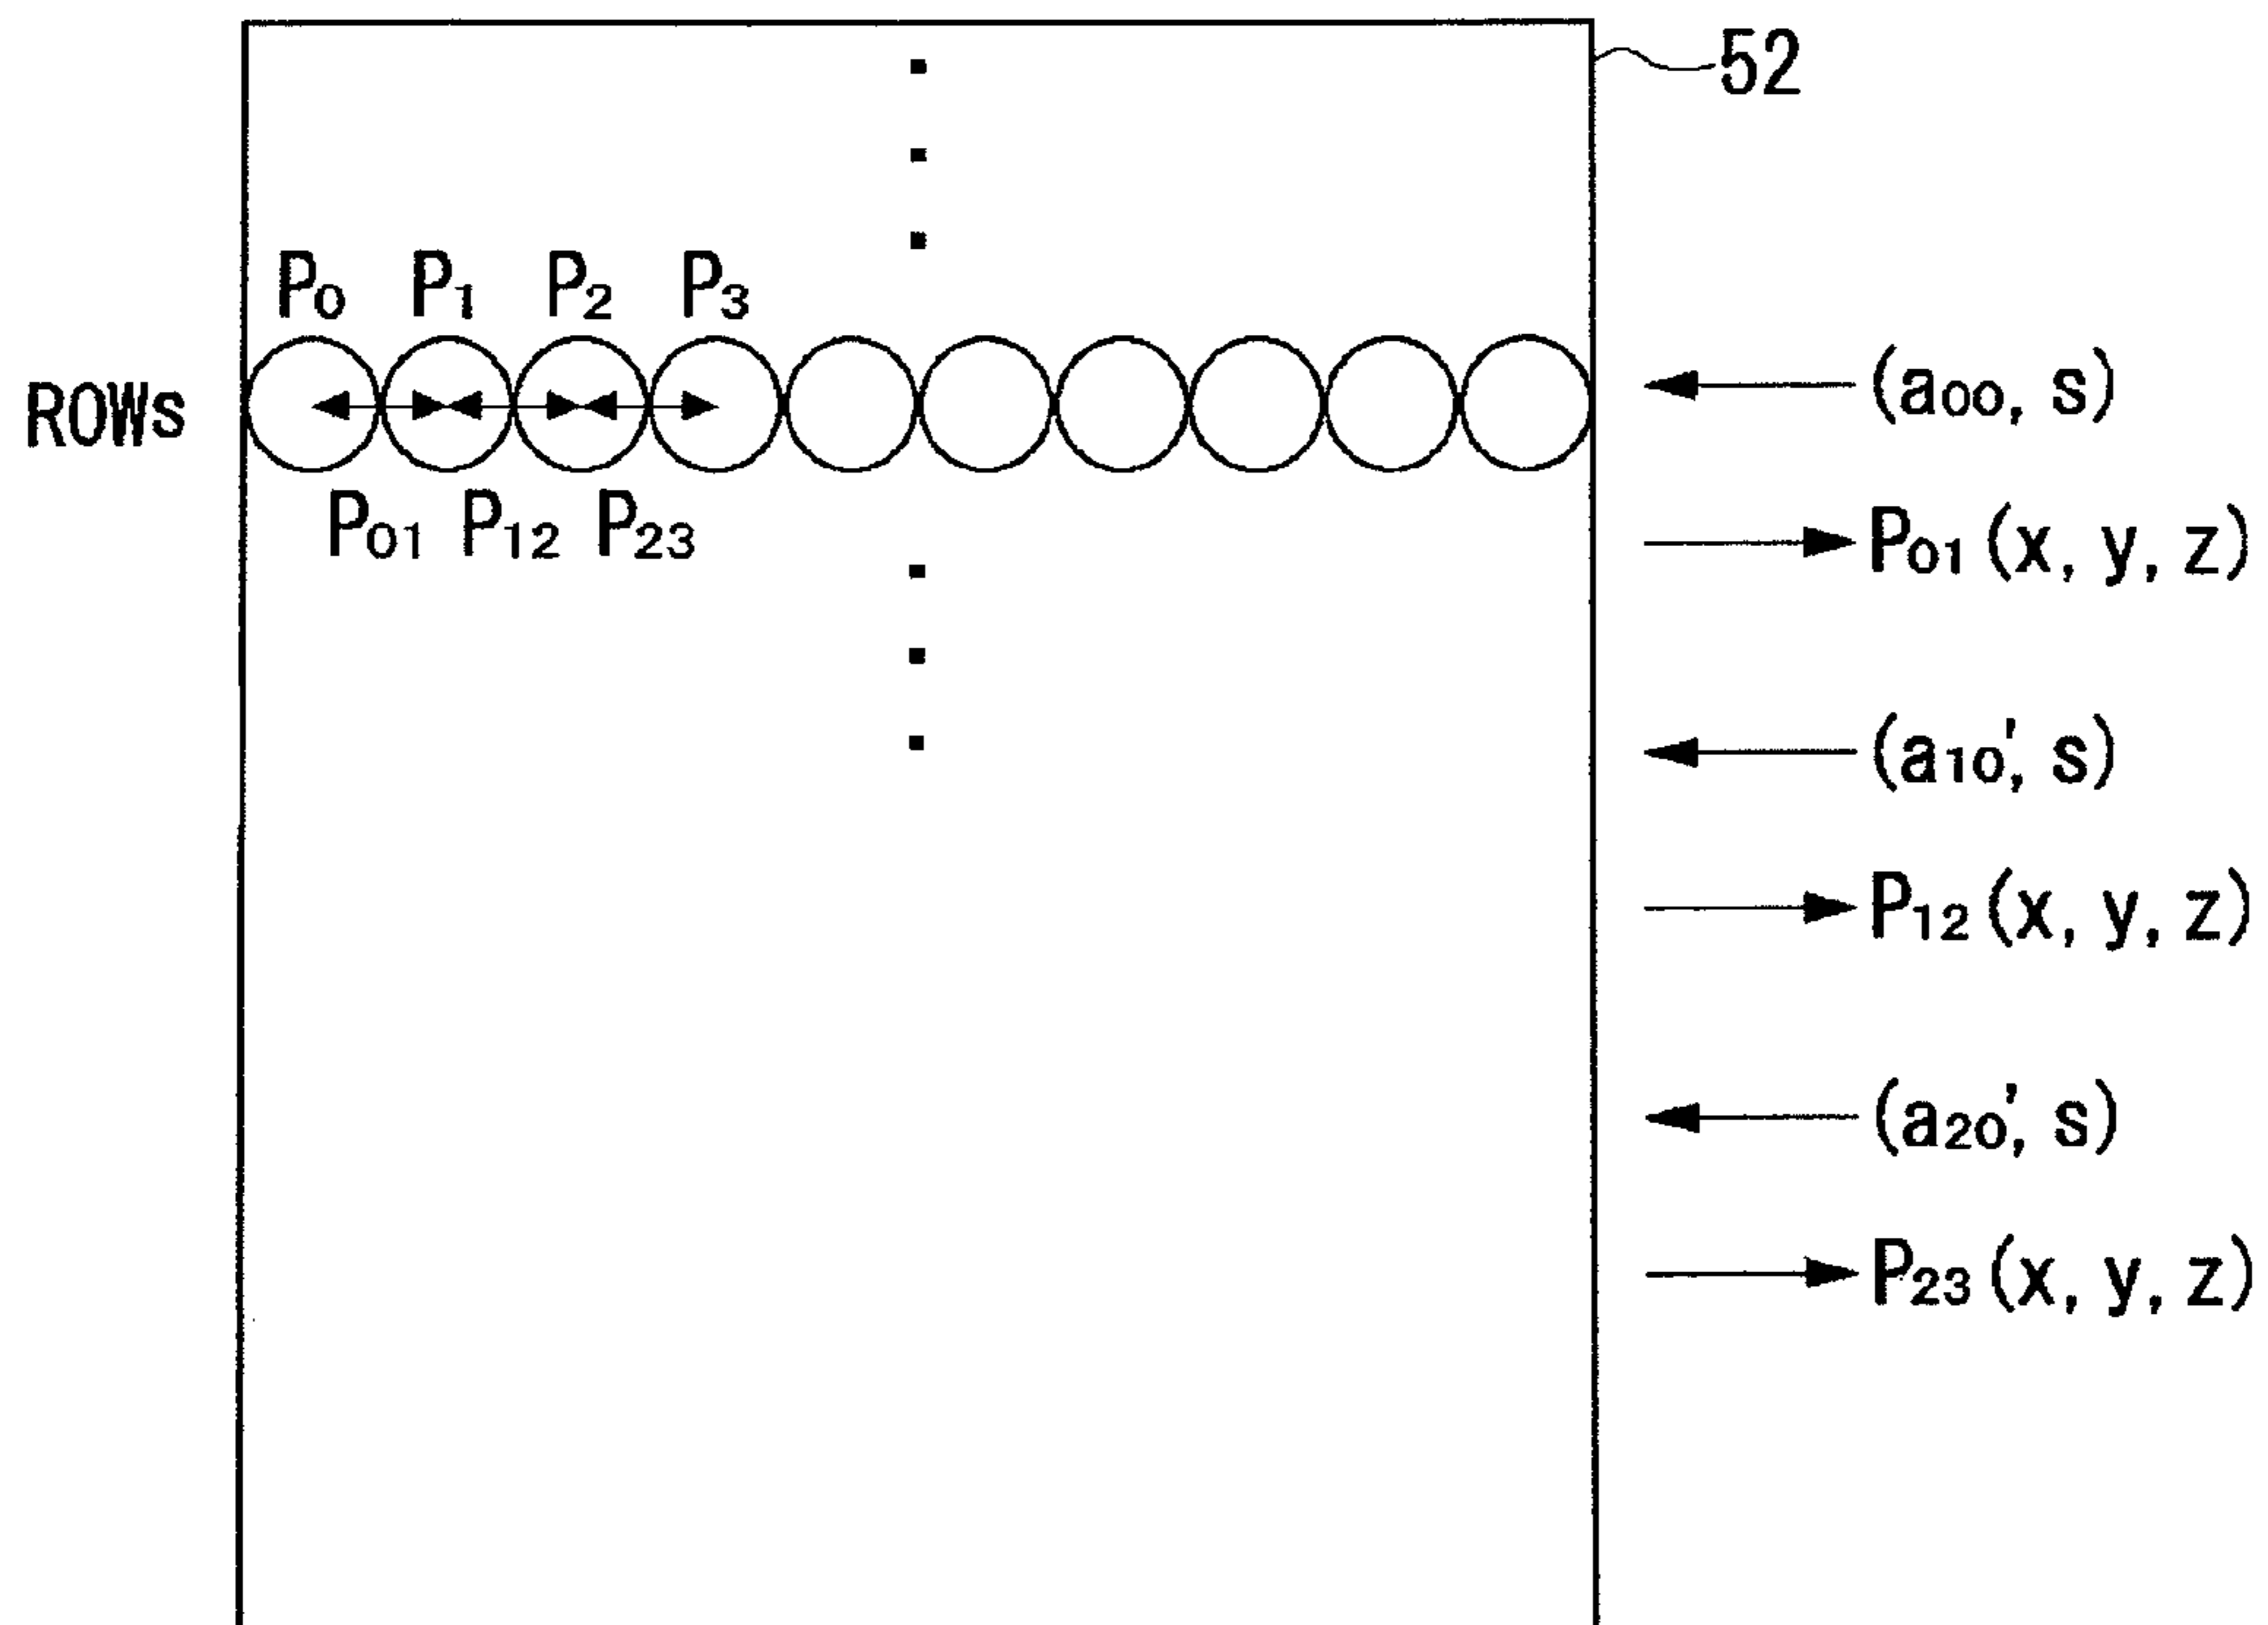 52
P₀ P₁ P₂ P₃
ROWs
(a₀₀, s)
P₀₁ P₁₂ P₂₃
P₀₁ (x, y, z)
(a₁₀', s)
P₁₂ (x, y, z)
(a₂₀', s)
P₂₃ (x, y, z)